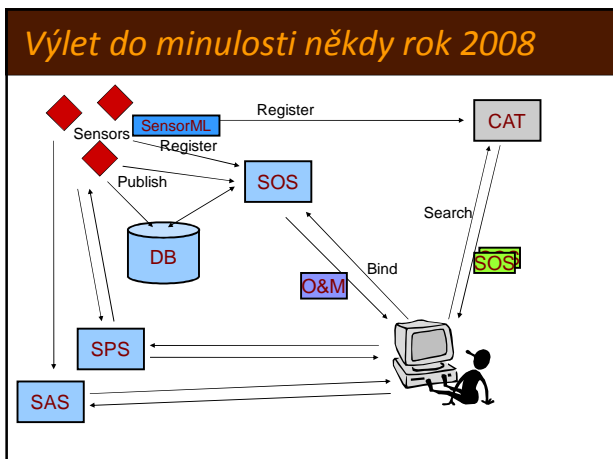 Výlet do minulosti někdy rok 2008
Register
SensorML
CAT
Sensors
Register
Publish
SOS
Search
DB
Bind
SOS
O&M
SPS
SAS